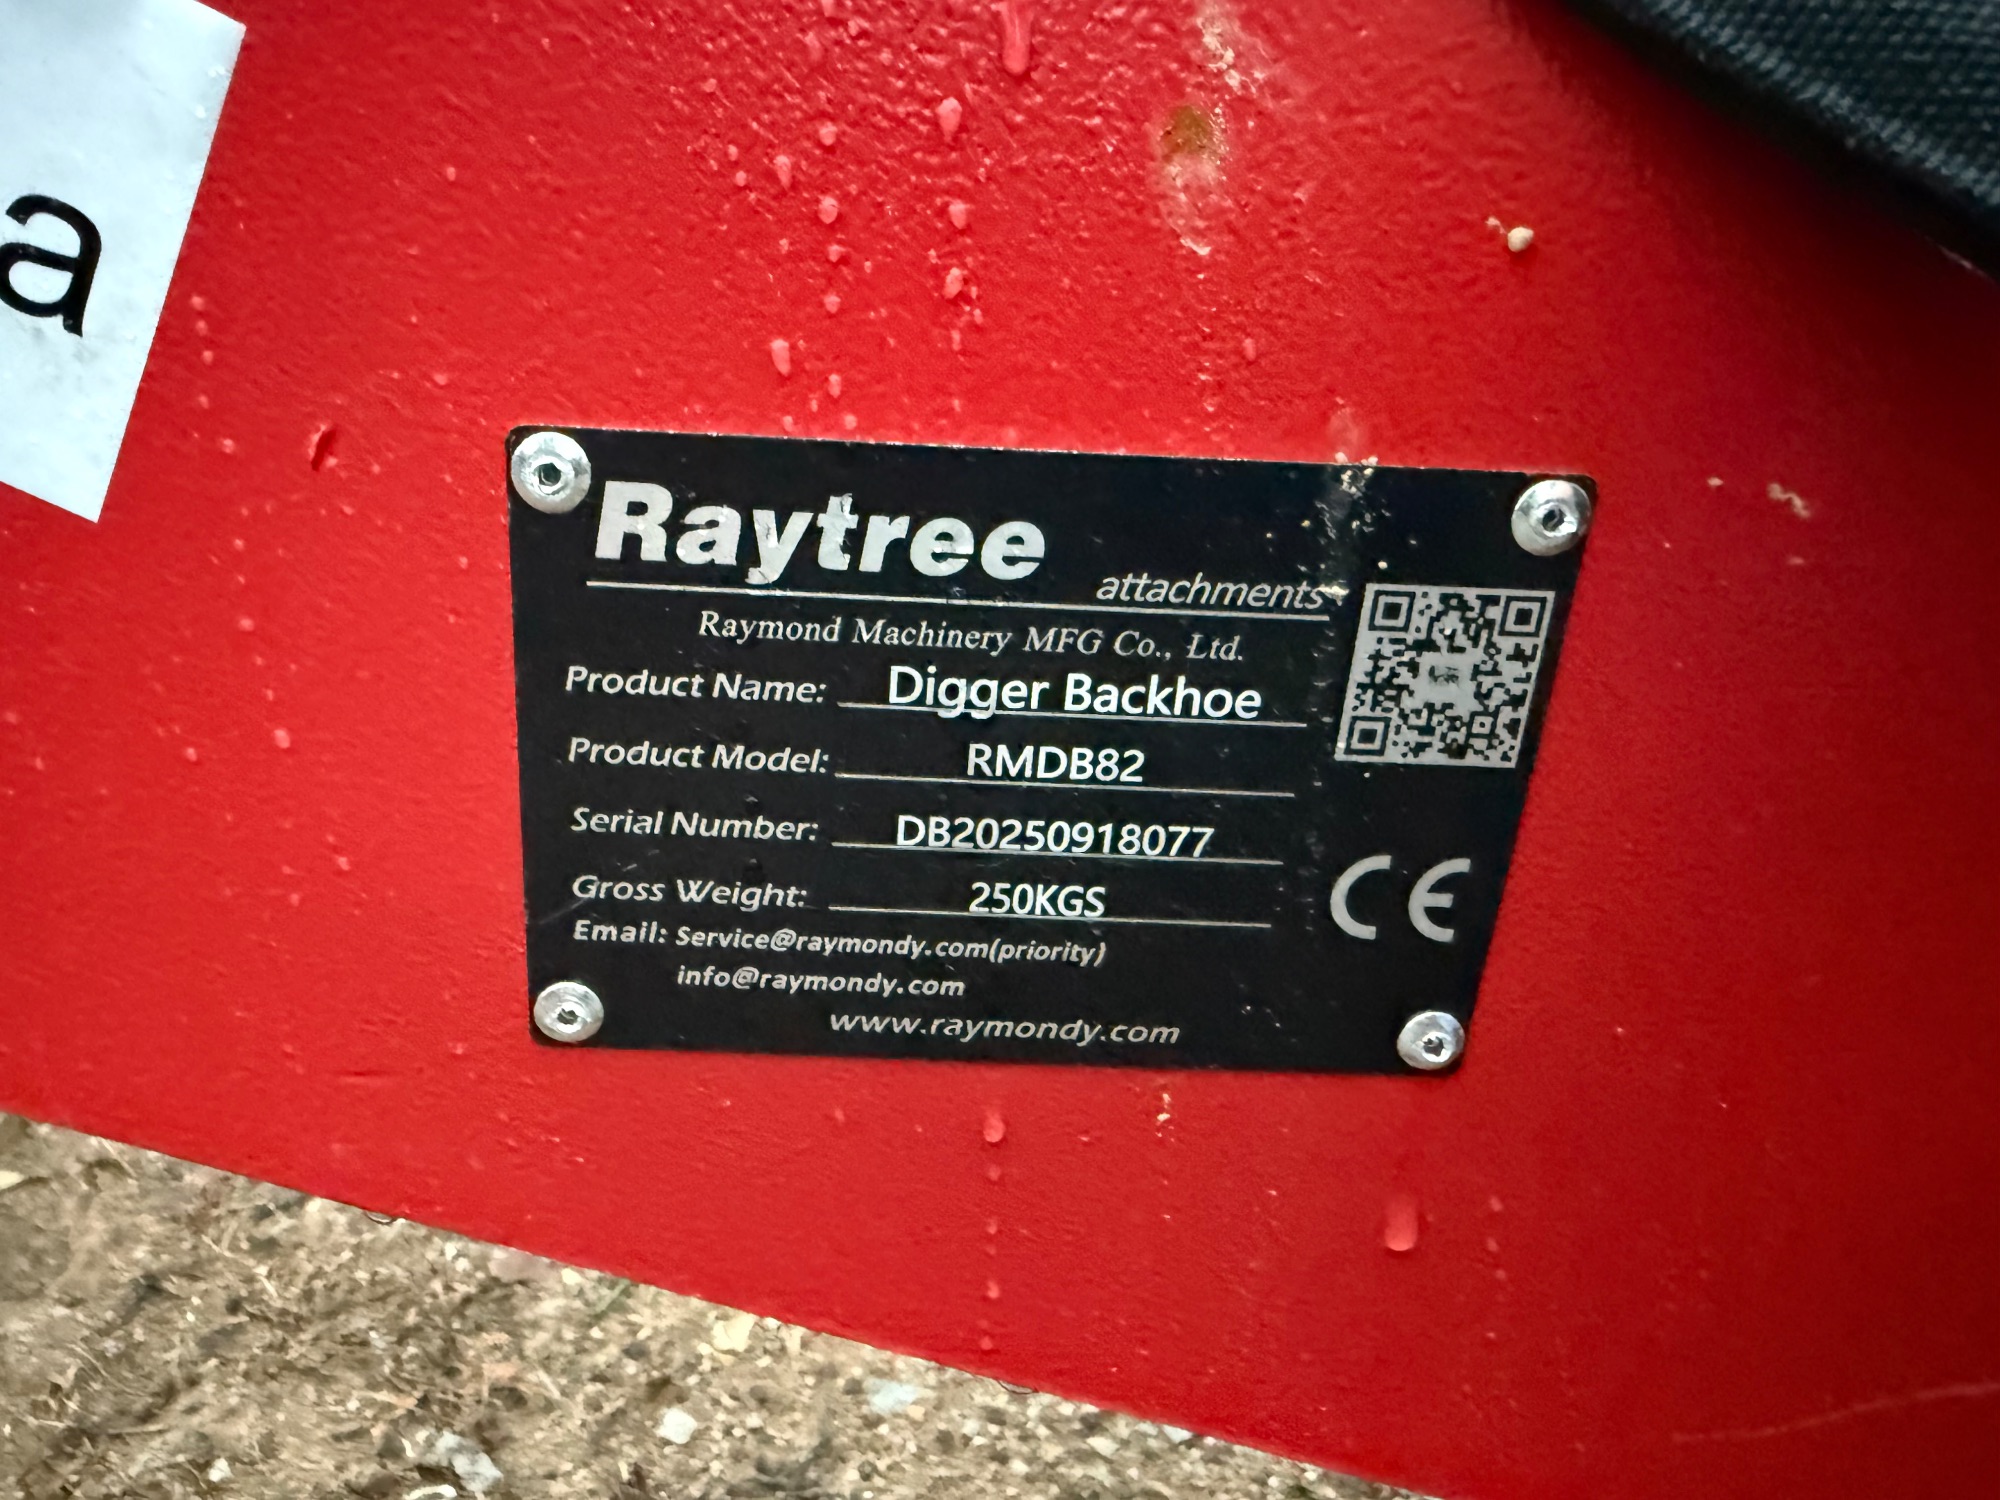 a
Raytree
attachments
Raymond Machinery MFG Co., Ltd.
Product Name: Digger Backhoe
Product Model: RMDB82
Serial Number: DB20250918077
Gross Weight: 250KGS
Email: Service@raymondy.com(priority)
info@raymondy.com
www.raymondy.com
CE